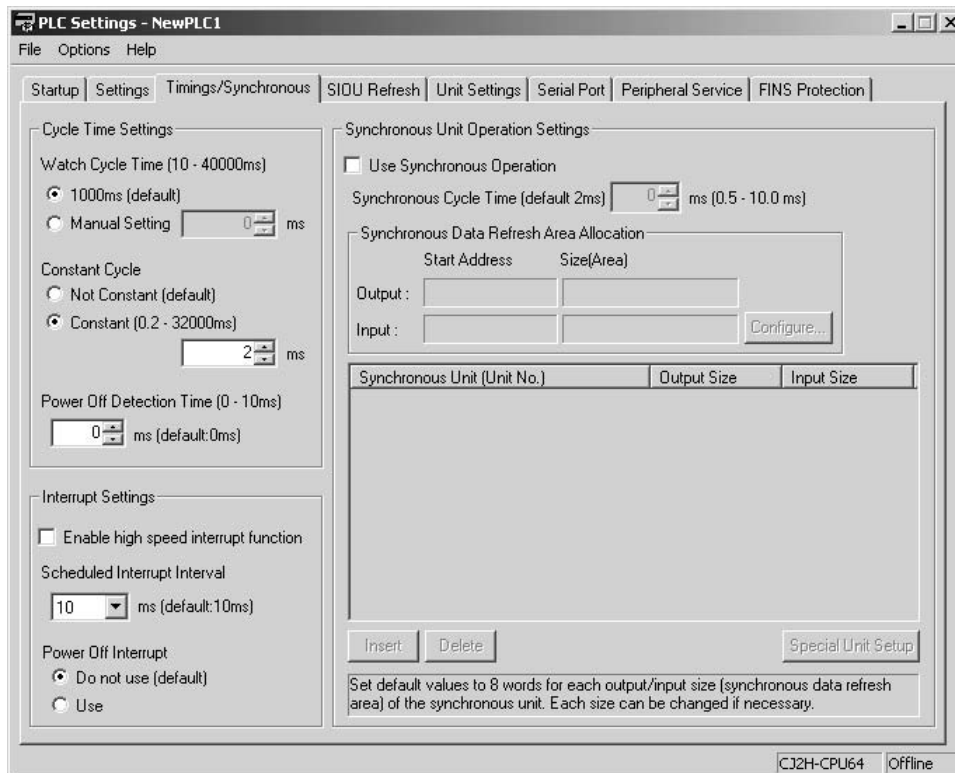 PLC Settings - NewPLC1
File Options Help
Startup Settings Timings/Synchronous SIOU Refresh Unit Settings Serial Port Peripheral Service FINS Protection
Cycle Time Settings
Watch Cycle Time (10 - 40000ms)
1000ms (default)
Manual Setting 0 ms
Constant Cycle
Not Constant (default)
Constant (0.2 - 32000ms)
2 ms
Power Off Detection Time (0 - 10ms)
0 ms (default:0ms)
Interrupt Settings
Enable high speed interrupt function
Scheduled Interrupt Interval
10 ms (default:10ms)
Power Off Interrupt
Do not use (default)
Use
Synchronous Unit Operation Settings
Use Synchronous Operation
Synchronous Cycle Time (default 2ms) 0 ms (0.5 - 10.0 ms)
Synchronous Data Refresh Area Allocation
Start Address Size(Area)
Output :
Input : Configure...
Synchronous Unit (Unit No.) Output Size Input Size
Insert Delete Special Unit Setup
Set default values to 8 words for each output/input size (synchronous data refresh
area) of the synchronous unit. Each size can be changed if necessary.
CJ2H-CPU64 Offline